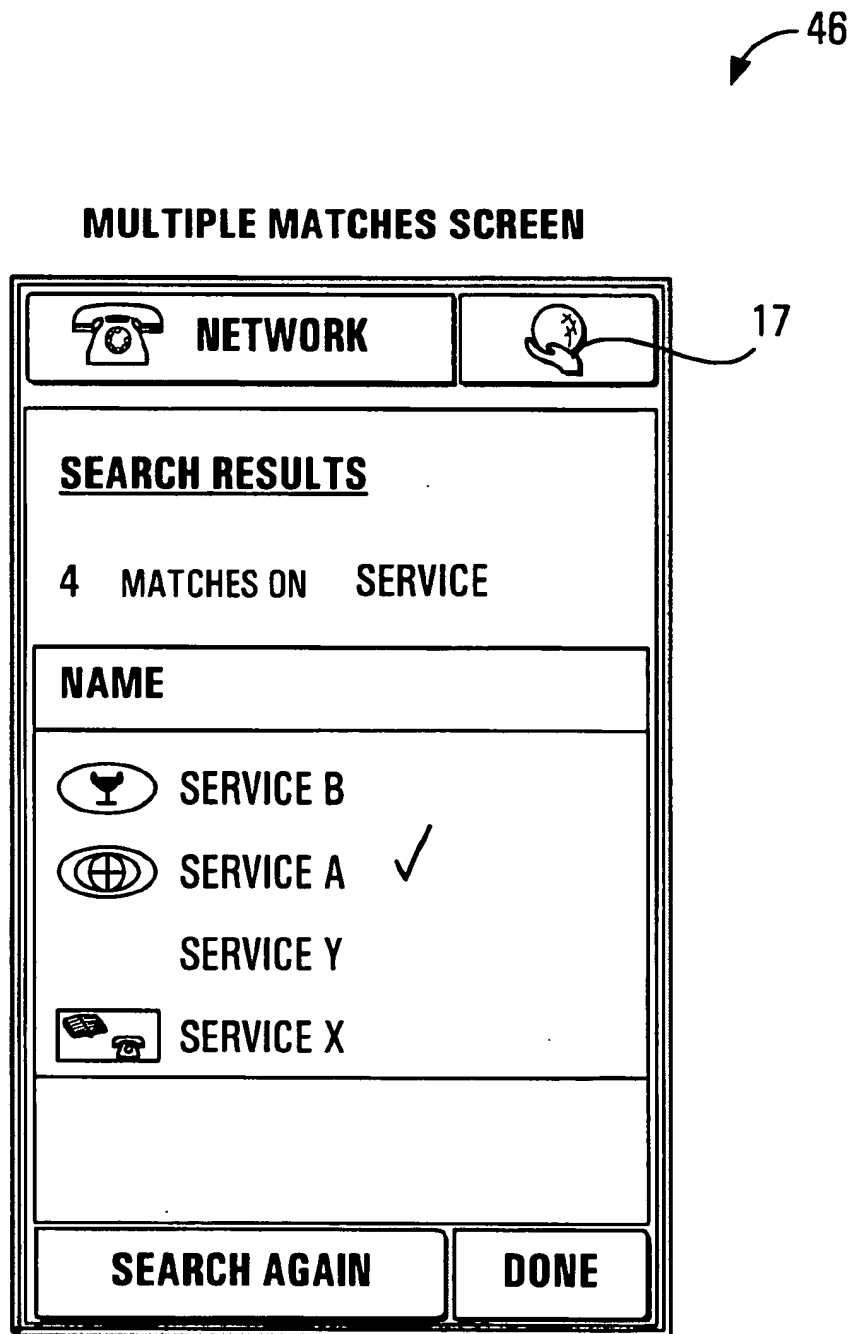 46
MULTIPLE MATCHES SCREEN
NETWORK
17
SEARCH RESULTS
4 MATCHES ON SERVICE
NAME
SERVICE B
SERVICE A
SERVICE Y
SERVICE X
SEARCH AGAIN DONE